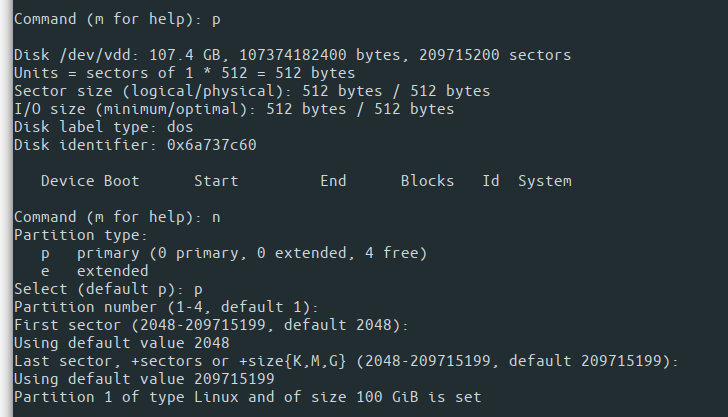 Command (m for help): p
Disk /dev/vdd: 107.4 GB, 107374182400 bytes, 209715200 sectors
Units = sectors of 1 * 512 = 512 bytes
Sector size (logical/physical): 512 bytes / 512 bytes
I/O size (minimum/optimal): 512 bytes / 512 bytes
Disk label type: dos
Disk identifier: 0x6a737c60
   Device Boot      Start         End      Blocks   Id  System
Command (m for help): n
Partition type:
   p   primary (0 primary, 0 extended, 4 free)
   e   extended
Select (default p): p
Partition number (1-4, default 1):
First sector (2048-209715199, default 2048):
Using default value 2048
Last sector, +sectors or +size{K,M,G} (2048-209715199, default 209715199):
Using default value 209715199
Partition 1 of type Linux and of size 100 GiB is set